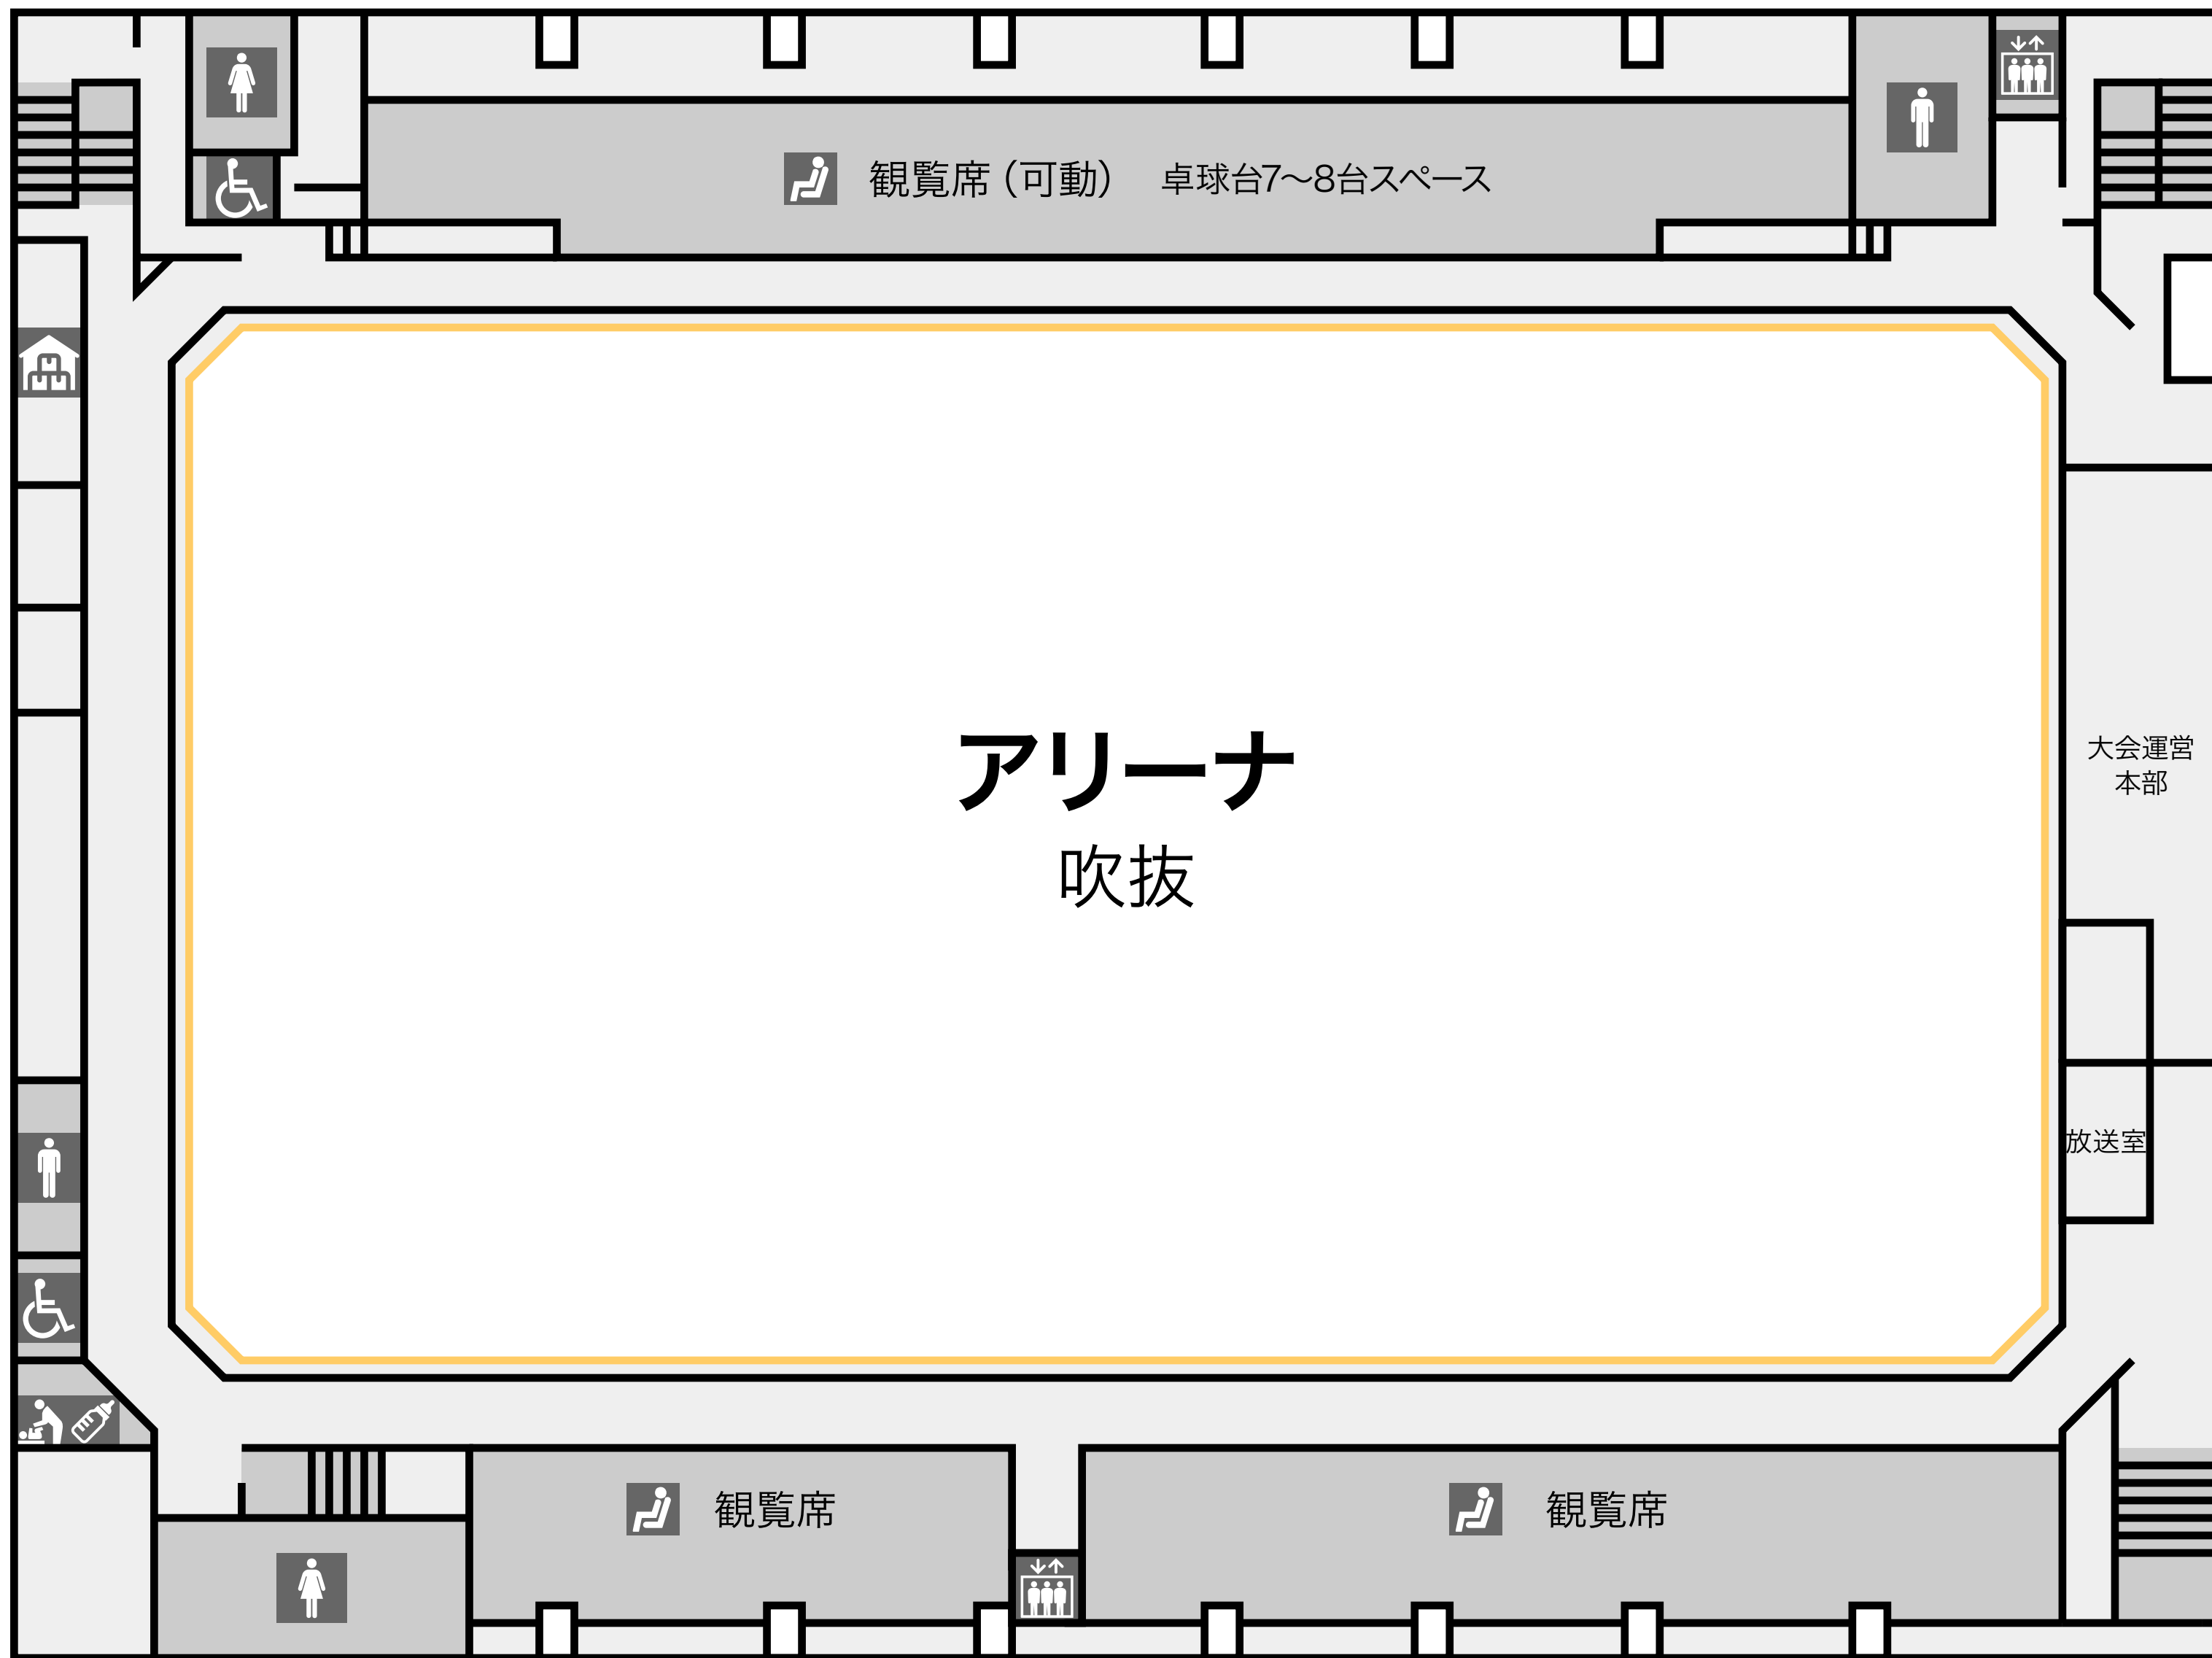 観覧席（可動） 卓球台7〜8台スペース
アリーナ
吹抜
大会運営
本部
放送室
観覧席
観覧席